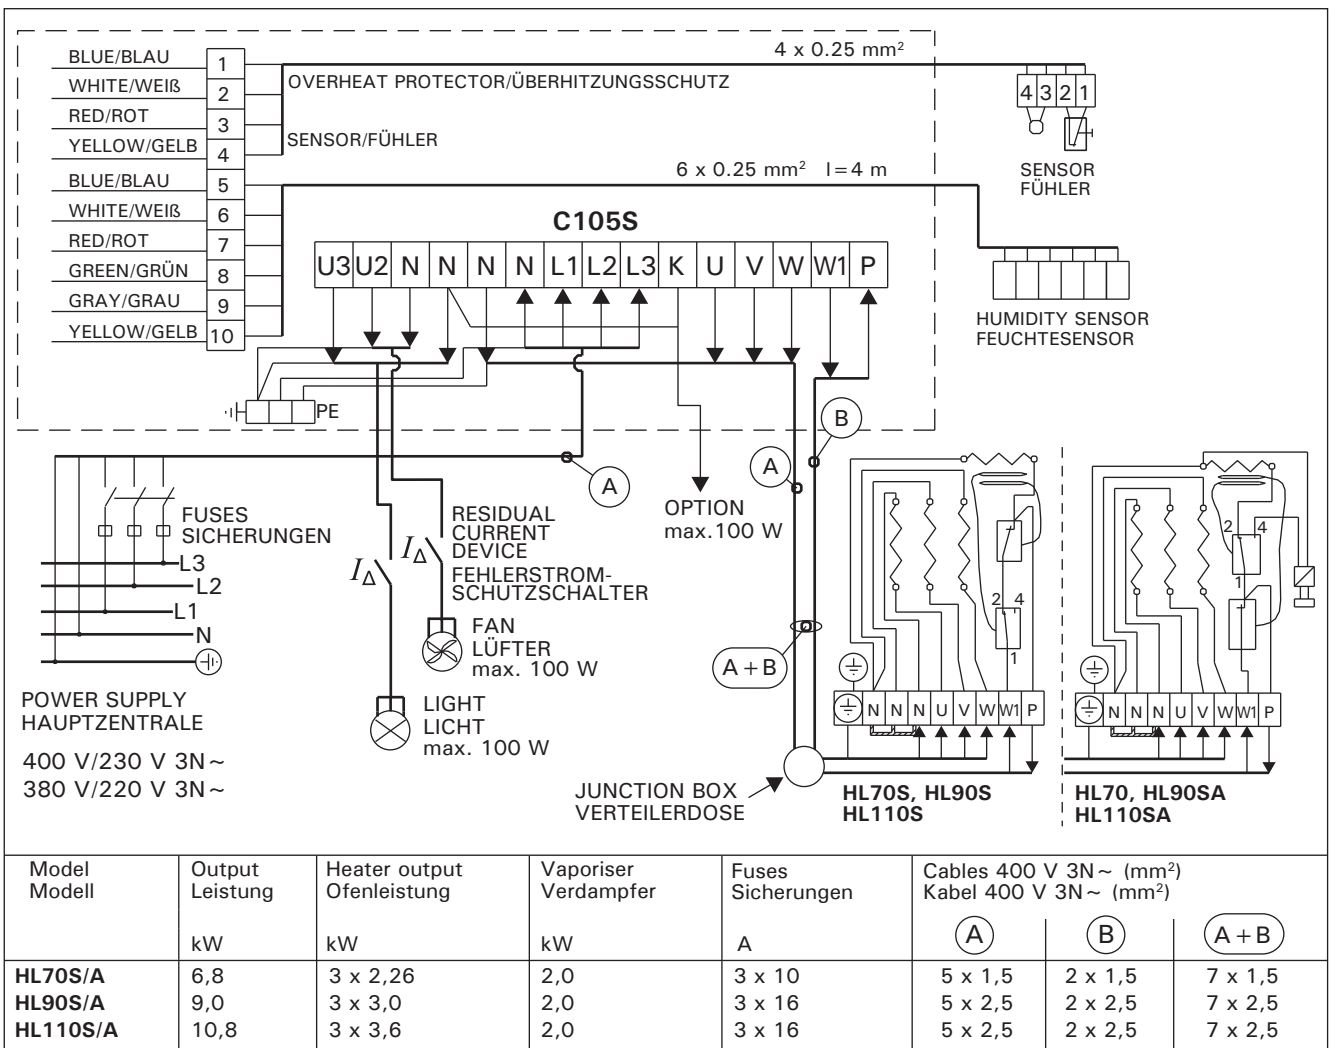 BLUE/BLAU 1
WHITE/WEIß 2
RED/ROT 3
YELLOW/GELB 4
BLUE/BLAU 5
WHITE/WEIß 6
RED/ROT 7
GREEN/GRÜN 8
GRAY/GRAU 9
YELLOW/GELB 10
4 x 0.25 mm²
OVERHEAT PROTECTOR/ÜBERHITZUNGSSCHUTZ
SENSOR/FÜHLER
6 x 0.25 mm² l=4 m
4 3 2 1
SENSOR
FÜHLER
C105S
U3 U2 N N N N L1 L2 L3 K U V W W1 P
HUMIDITY SENSOR
FEUCHTESENSOR
PE
B
A
A
OPTION
max.100 W
FUSES
SICHERUNGEN
L3
L2
L1
N
RESIDUAL
CURRENT
DEVICE
FEHLERSTROM-
SCHUTZSCHALTER
I∆
I∆
FAN
LÜFTER
max. 100 W
LIGHT
LICHT
max. 100 W
POWER SUPPLY
HAUPTZENTRALE
400 V/230 V 3N~
380 V/220 V 3N~
A+B
JUNCTION BOX
VERTEILERDOSE
2 4
1
N N N U V W W1 P
HL70S, HL90S
HL110S
2 4
1
N N N U V W W1 P
HL70, HL90SA
HL110SA
Model Output Heater output Vaporiser Fuses Cables 400 V 3N~ (mm²)
Modell Leistung Ofenleistung Verdampfer Sicherungen Kabel 400 V 3N~ (mm²)
kW kW kW A A B A+B
HL70S/A 6,8 3 x 2,26 2,0 3 x 10 5 x 1,5 2 x 1,5 7 x 1,5
HL90S/A 9,0 3 x 3,0 2,0 3 x 16 5 x 2,5 2 x 2,5 7 x 2,5
HL110S/A 10,8 3 x 3,6 2,0 3 x 16 5 x 2,5 2 x 2,5 7 x 2,5